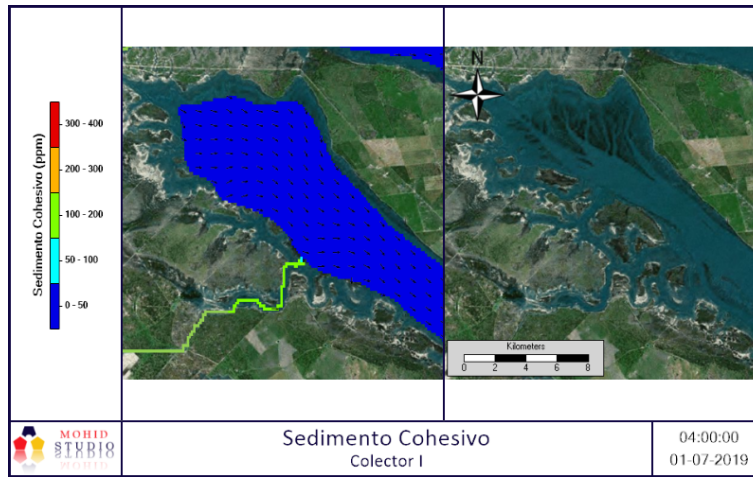 Sedimento Cohesivo (ppm)
300 - 400
200 - 300
100 - 200
50 - 100
0 - 50
N
Kilometers
0 2 4 6 8
MOHID
STUDIO
Sedimento Cohesivo
Colector I
04:00:00
01-07-2019